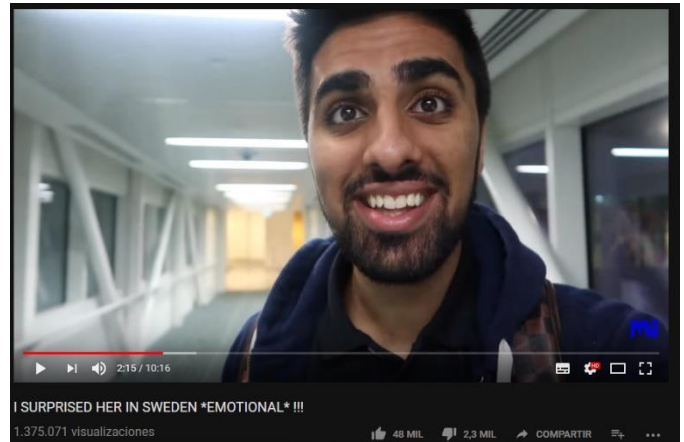 2:15 / 10:16
HD
I SURPRISED HER IN SWEDEN *EMOTIONAL* !!!
1.375.071 visualizaciones
48 MIL
2,3 MIL
COMPARTIR